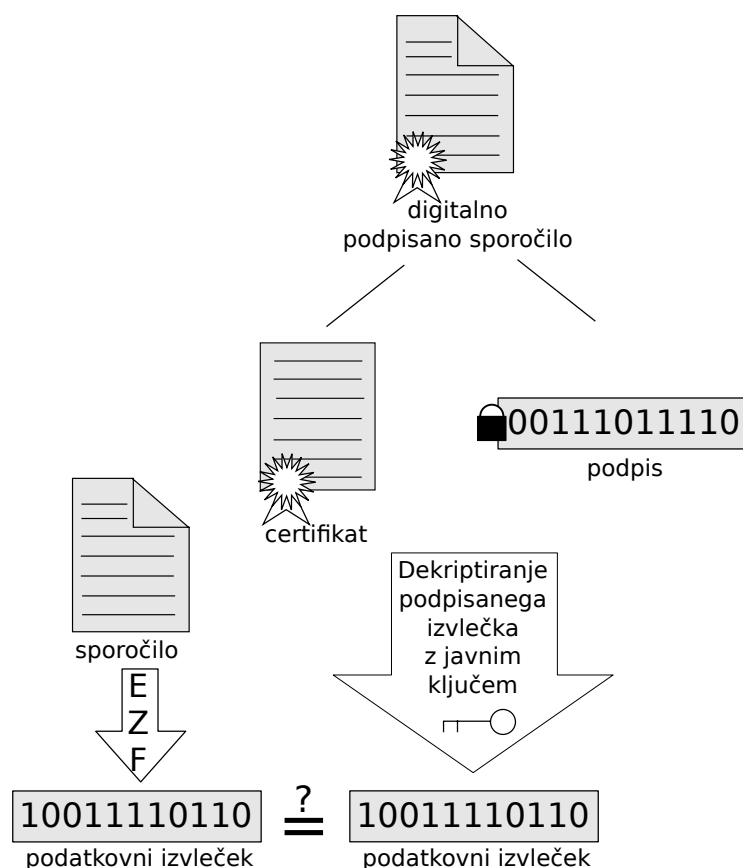 digitalno
podpisano sporočilo
00111011110
podpis
certifikat
sporočilo
E
Z
F
Dekriptiranje
podpisanega
izvlečka
z javnim
ključem
10011110110
?
10011110110
podatkovni izvleček
podatkovni izvleček